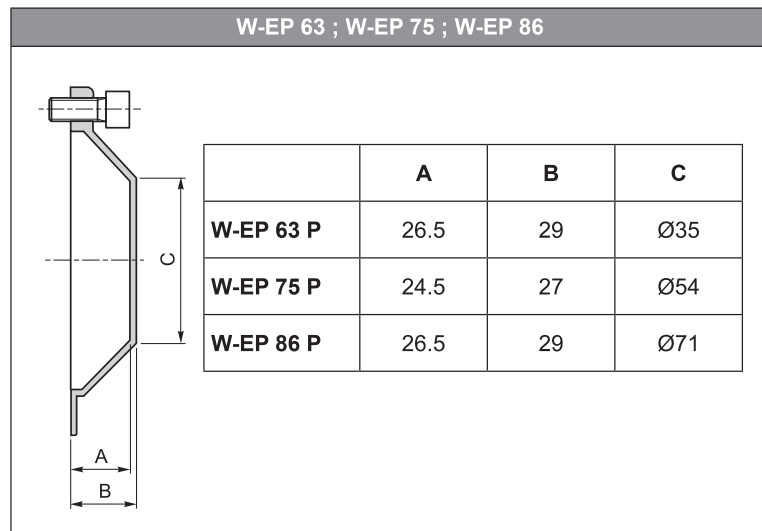 W-EP 63 ; W-EP 75 ; W-EP 86
A B C
W-EP 63 P 26.5 29 Ø35
W-EP 75 P 24.5 27 Ø54
W-EP 86 P 26.5 29 Ø71
C
A
B